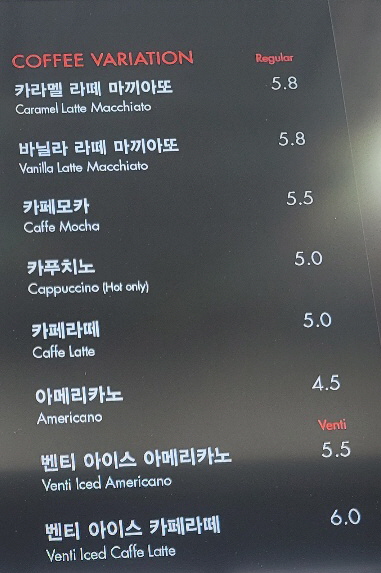 COFFEE VARIATION Regular
카라멜 라떼 마끼아또 5.8
Caramel Latte Macchiato
바닐라 라떼 마끼아또 5.8
Vanilla Latte Macchiato
카페모카 5.5
Caffe Mocha
카푸치노 5.0
Cappuccino (Hot only)
카페라떼 5.0
Caffe Latte
아메리카노 4.5
Americano
Venti
벤티 아이스 아메리카노 5.5
Venti Iced Americano
벤티 아이스 카페라떼 6.0
Venti Iced Caffe Latte